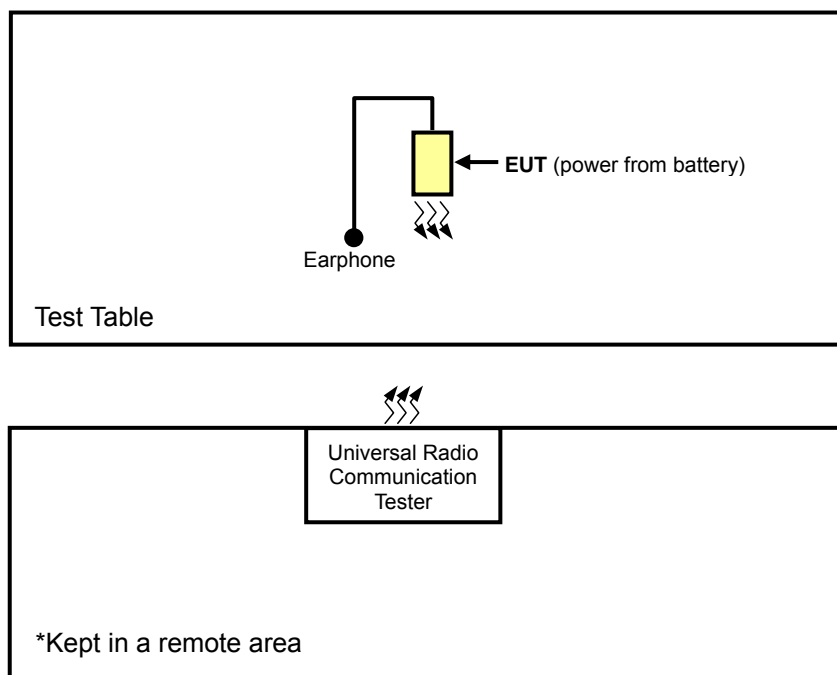 EUT (power from battery)
Earphone
Test Table
Universal Radio
Communication
Tester
*Kept in a remote area